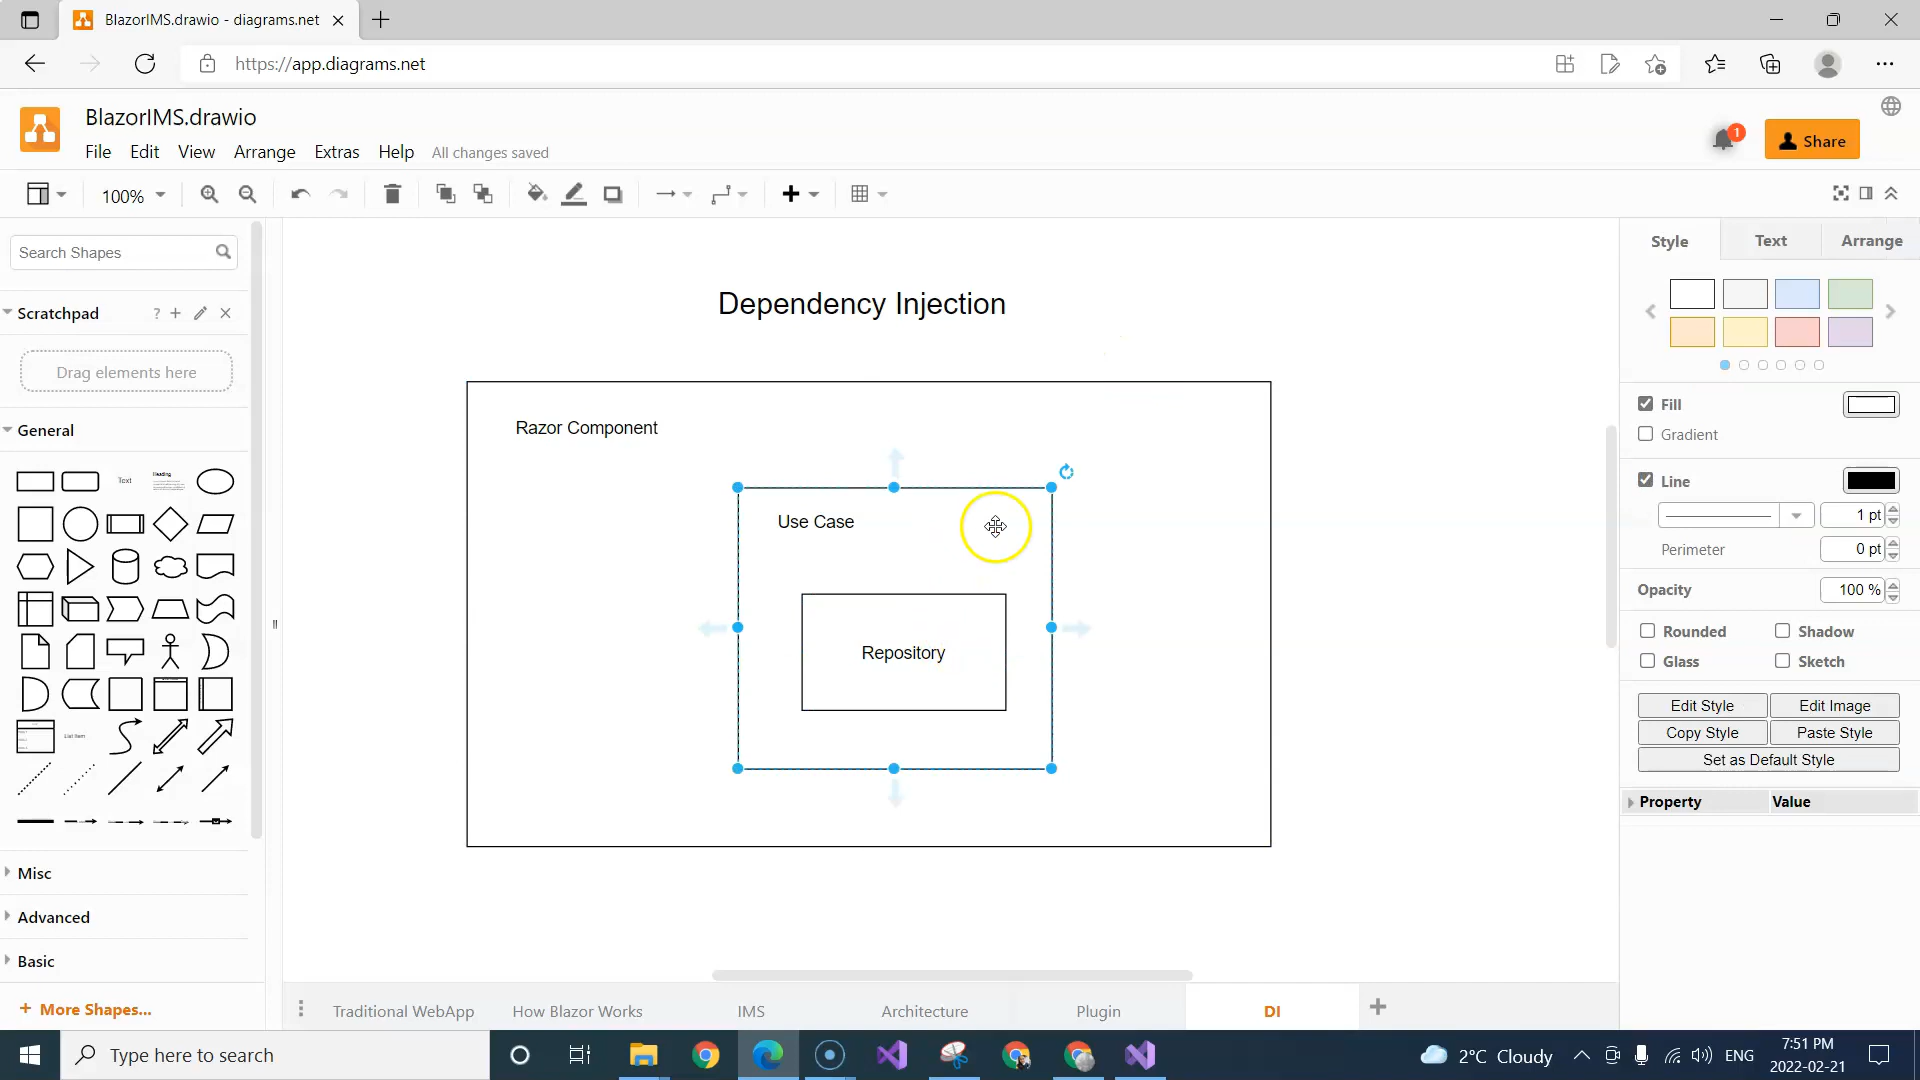 BlazorIMS.drawio - diagrams.net
https://app.diagrams.net
BlazorIMS.drawio
File Edit View Arrange Extras Help All changes saved
1
Share
100%
Search Shapes
Scratchpad
?
Drag elements here
General
Text
Heading
List Item
Misc
Advanced
Basic
+ More Shapes...
Dependency Injection
Razor Component
Use Case
Repository
Style Text Arrange
Fill
Gradient
Line
1 pt
Perimeter 0 pt
Opacity 100 %
Rounded Shadow
Glass Sketch
Edit Style Edit Image
Copy Style Paste Style
Set as Default Style
Property Value
Traditional WebApp How Blazor Works IMS Architecture Plugin DI
Type here to search
2°C Cloudy
ENG
7:51 PM
2022-02-21